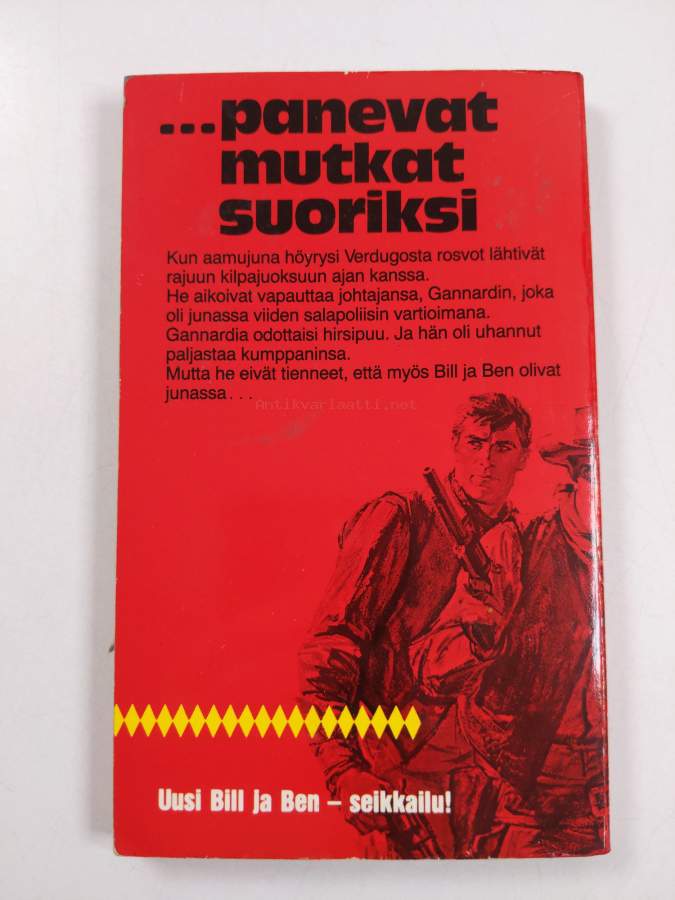 ...panevat
mutkat
suoriksi
Kun aamujuna höyrysi Verdugosta rosvot lähtivät
rajuun kilpajuoksuun ajan kanssa.
He aikoivat vapauttaa johtajansa, Gannardin, joka
oli junassa viiden salapoliisin vartioimana.
Gannardia odottaisi hirsipuu. Ja hän oli uhannut
paljastaa kumppaninsa.
Mutta he eivät tienneet, että myös Bill ja Ben olivat
junassa...
Antikvariaatti.net
Uusi Bill ja Ben – seikkailu!